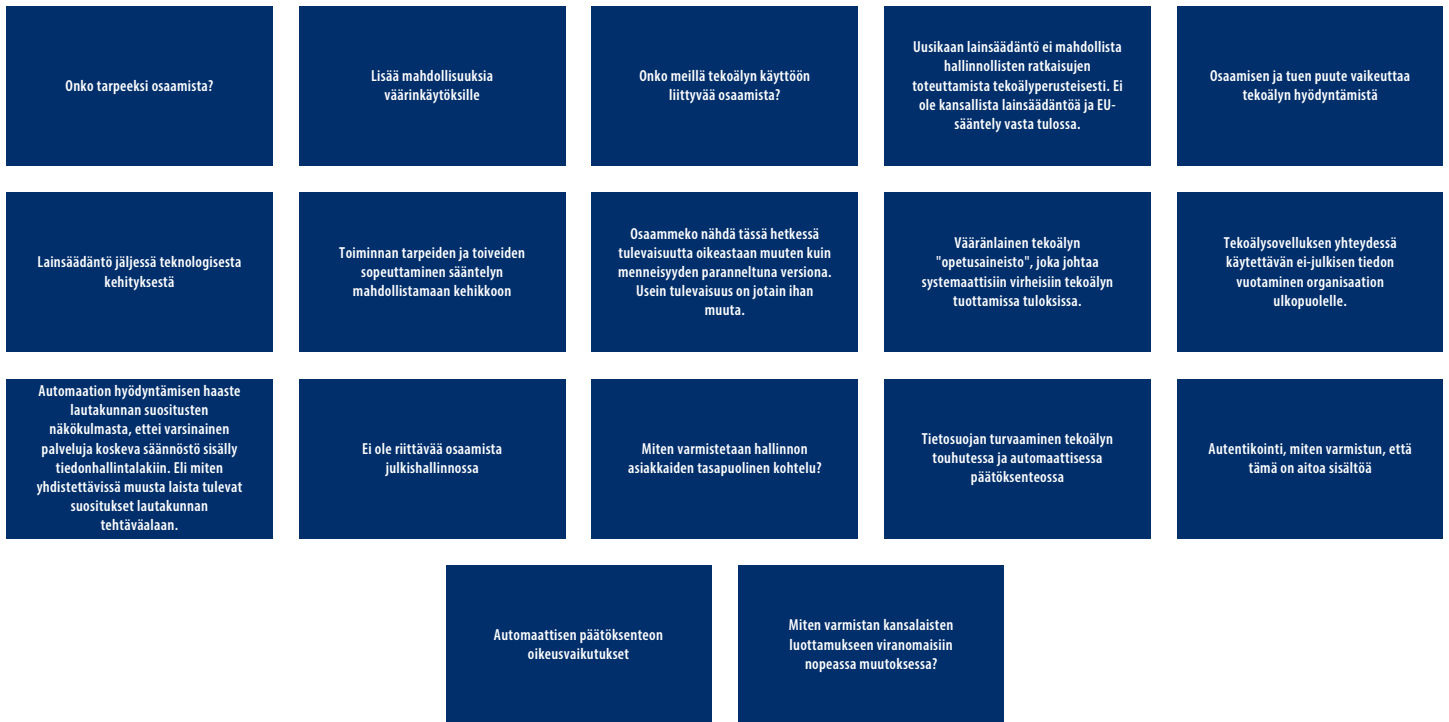 Onko tarpeeksi osaamista?
Lisää mahdollisuuksia
väärinkäytöksille
Onko meillä tekoälyn käyttöön
liittyvää osaamista?
Uusikaan lainsäädäntö ei mahdollista
hallinnollisten ratkaisujen
toteuttamista tekoälyperusteisesti. Ei
ole kansallista lainsäädäntöä ja EU-
sääntely vasta tulossa.
Osaamisen ja tuen puute vaikeuttaa
tekoälyn hyödyntämistä
Lainsäädäntö jäljessä teknologisesta
kehityksestä
Toiminnan tarpeiden ja toiveiden
sopeuttaminen sääntelyn
mahdollistamaan kehikkoon
Osaammeko nähdä tässä hetkessä
tulevaisuutta oikeastaan muuten kuin
menneisyyden paranneltuna versiona.
Usein tulevaisuus on jotain ihan
muuta.
Vääränlainen tekoälyn
"opetusaineisto", joka johtaa
systemaattisiin virheisiin tekoälyn
tuottamissa tuloksissa.
Tekoälysovelluksen yhteydessä
käytettävän ei-julkisen tiedon
vuotaminen organisaation
ulkopuolelle.
Automaation hyödyntämisen haaste
lautakunnan suositusten
näkökulmasta, ettei varsinainen
palveluja koskeva säännöstö sisälly
tiedonhallintalakiin. Eli miten
yhdistettävissä muusta laista tulevat
suositukset lautakunnan
tehtäväalaan.
Ei ole riittävää osaamista
julkishallinnossa
Miten varmistetaan hallinnon
asiakkaiden tasapuolinen kohtelu?
Tietosuojan turvaaminen tekoälyn
touhutessa ja automaattisessa
päätöksenteossa
Autentikointi, miten varmistun, että
tämä on aitoa sisältöä
Automaattisen päätöksenteon
oikeusvaikutukset
Miten varmistan kansalaisten
luottamukseen viranomaisiin
nopeassa muutoksessa?